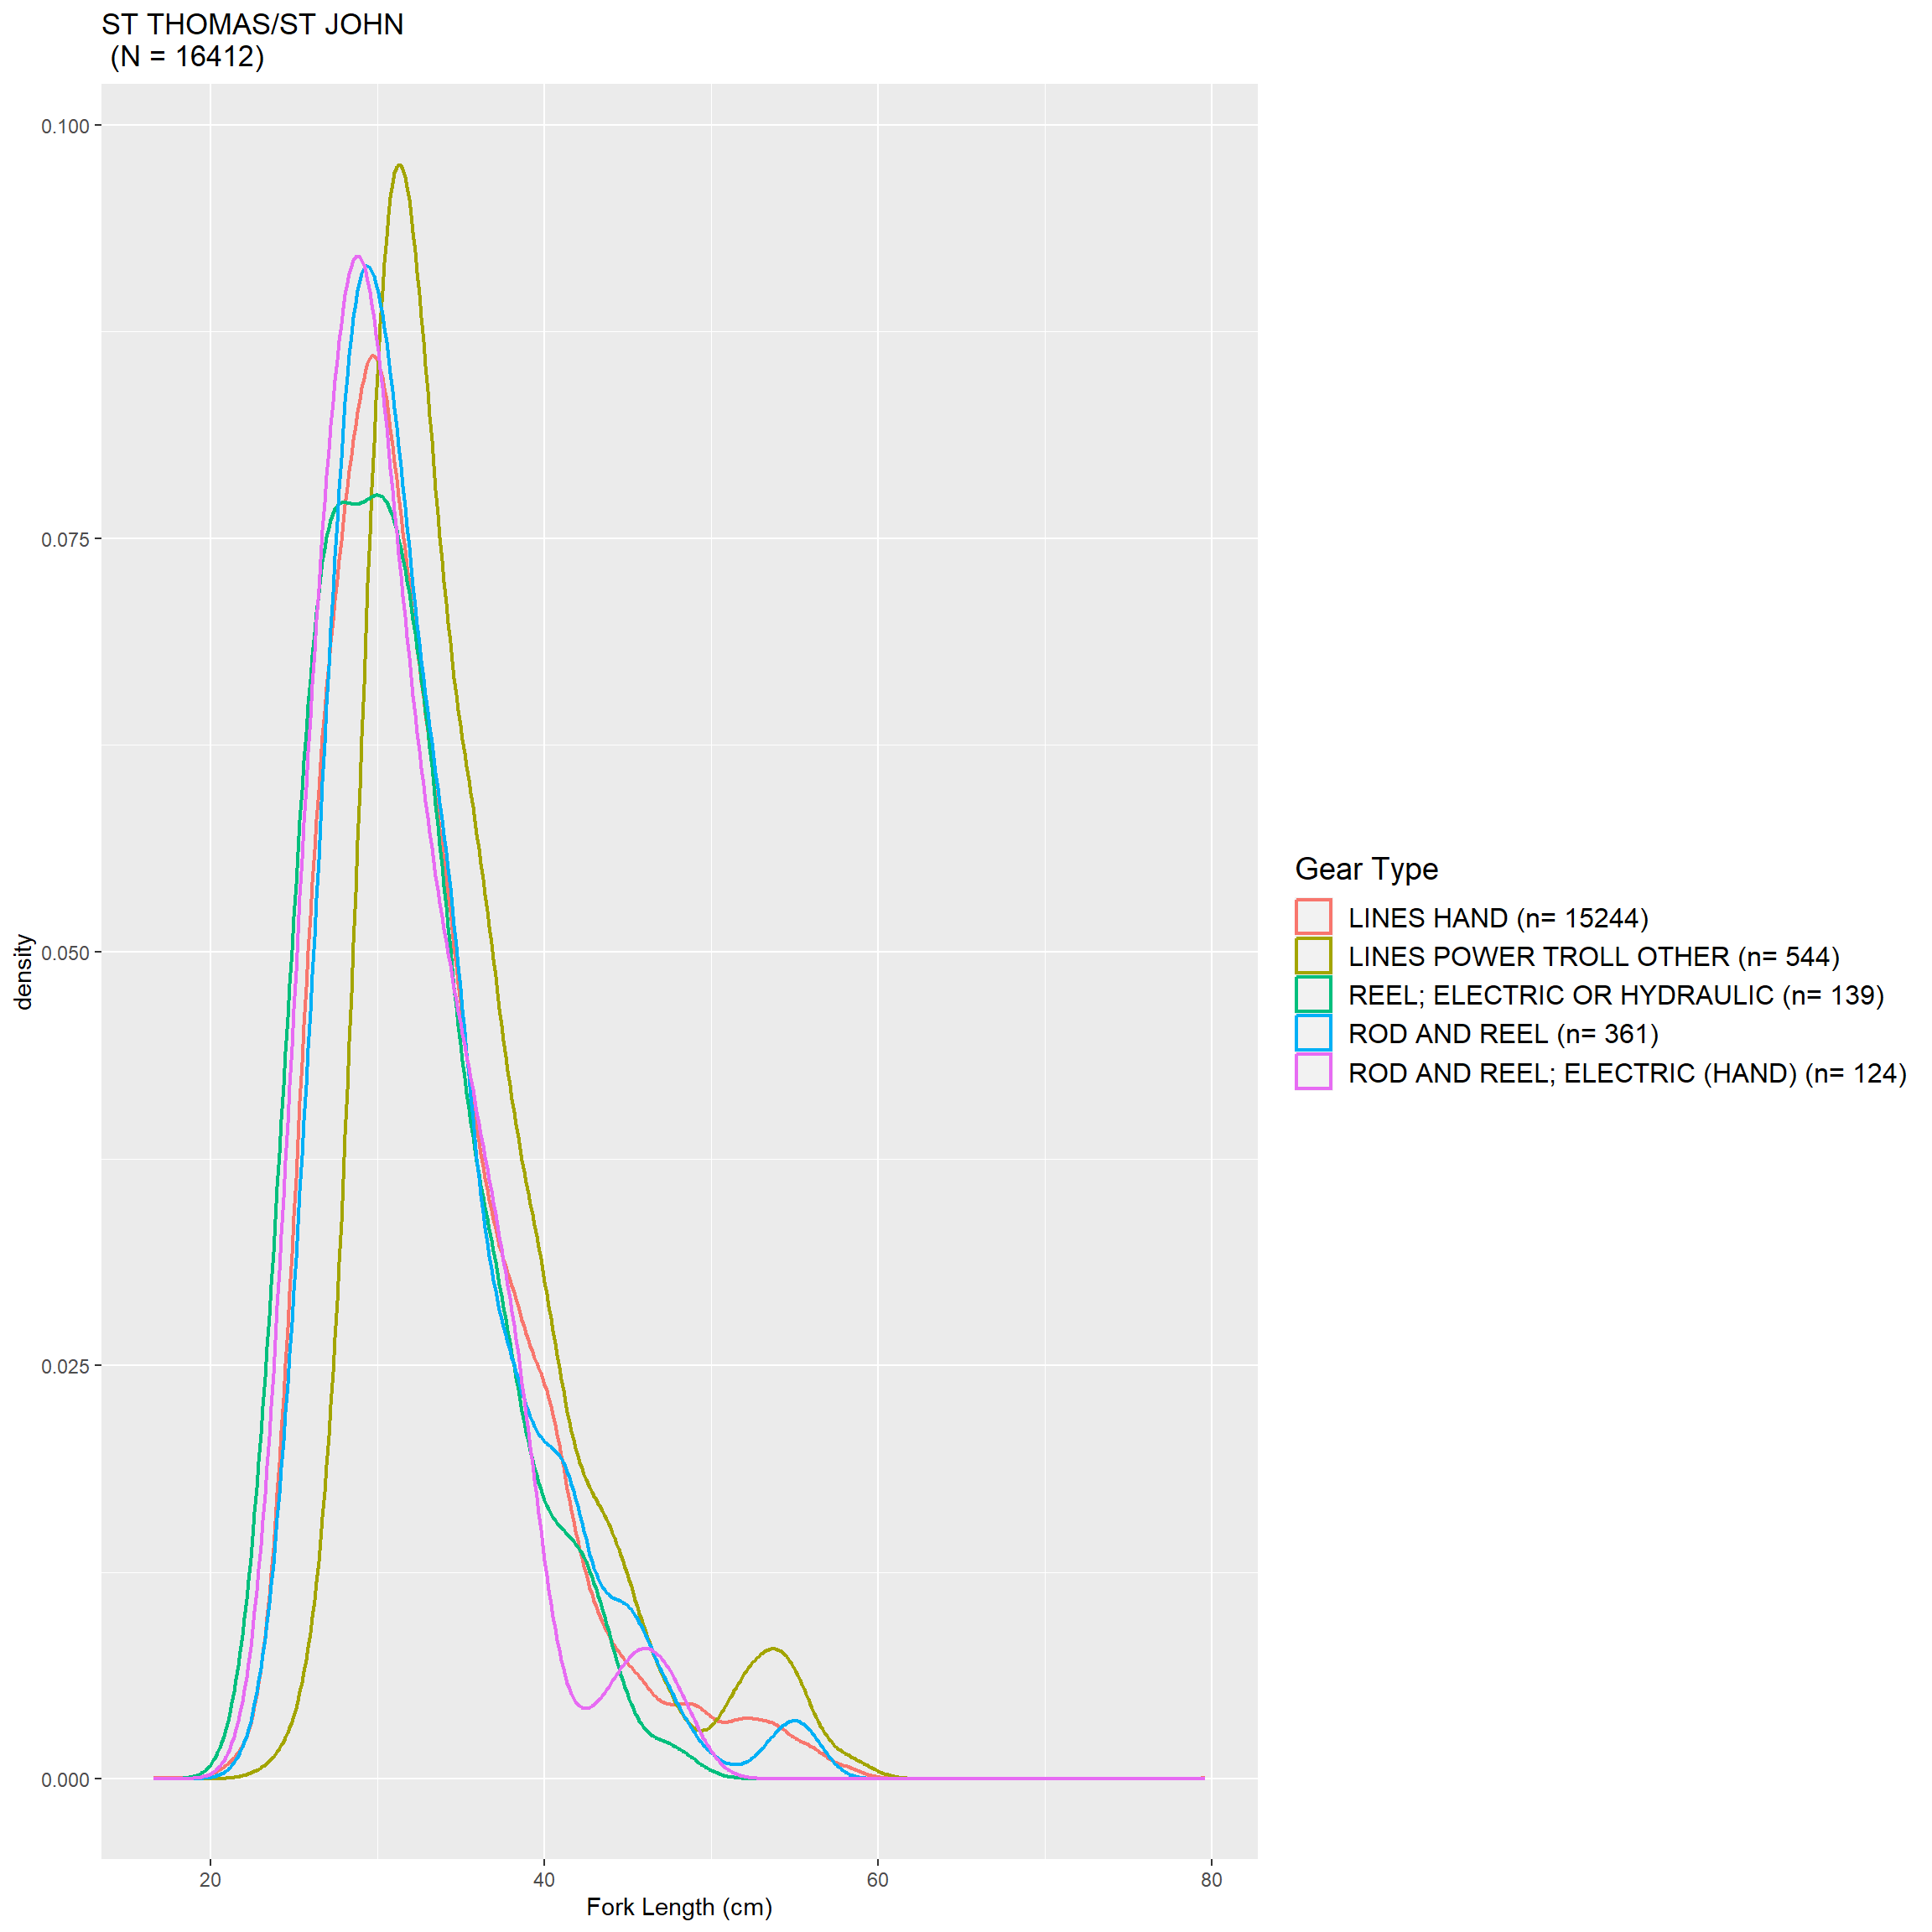 ST THOMAS/ST JOHN
(N = 16412)
0.100
0.075
0.050
0.025
0.000
density
20 40 60 80
Fork Length (cm)
Gear Type
LINES HAND (n= 15244)
LINES POWER TROLL OTHER (n= 544)
REEL; ELECTRIC OR HYDRAULIC (n= 139)
ROD AND REEL (n= 361)
ROD AND REEL; ELECTRIC (HAND) (n= 124)